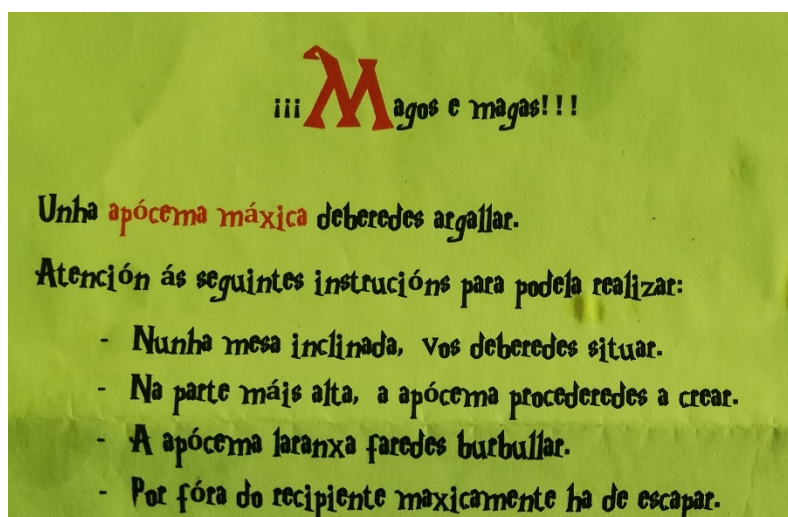 ¡¡¡Magos e magas!!!
Unha apócema máxica deberedes argallar.
Atención ás seguintes instrucións para podela realizar:
- Nunha mesa inclinada, vos deberedes situar.
- Na parte máis alta, a apócema procederedes a crear.
- A apócema laranxa faredes burbullar.
- Por fóra do recipiente maxicamente ha de escapar.